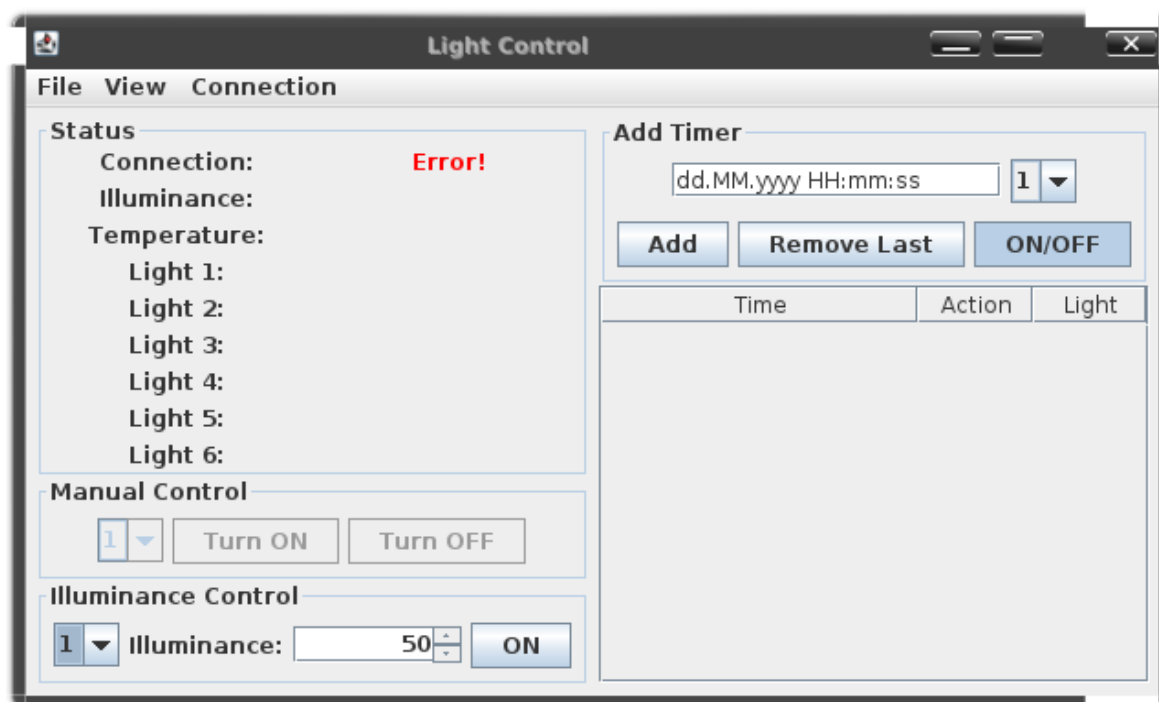 Light Control
File View Connection
Status
Connection: Error!
Illuminance:
Temperature:
Light 1:
Light 2:
Light 3:
Light 4:
Light 5:
Light 6:
Manual Control
1 Turn ON Turn OFF
Illuminance Control
1 Illuminance: 50 ON
Add Timer
dd.MM.yyyy HH:mm:ss 1
Add Remove Last ON/OFF
Time Action Light